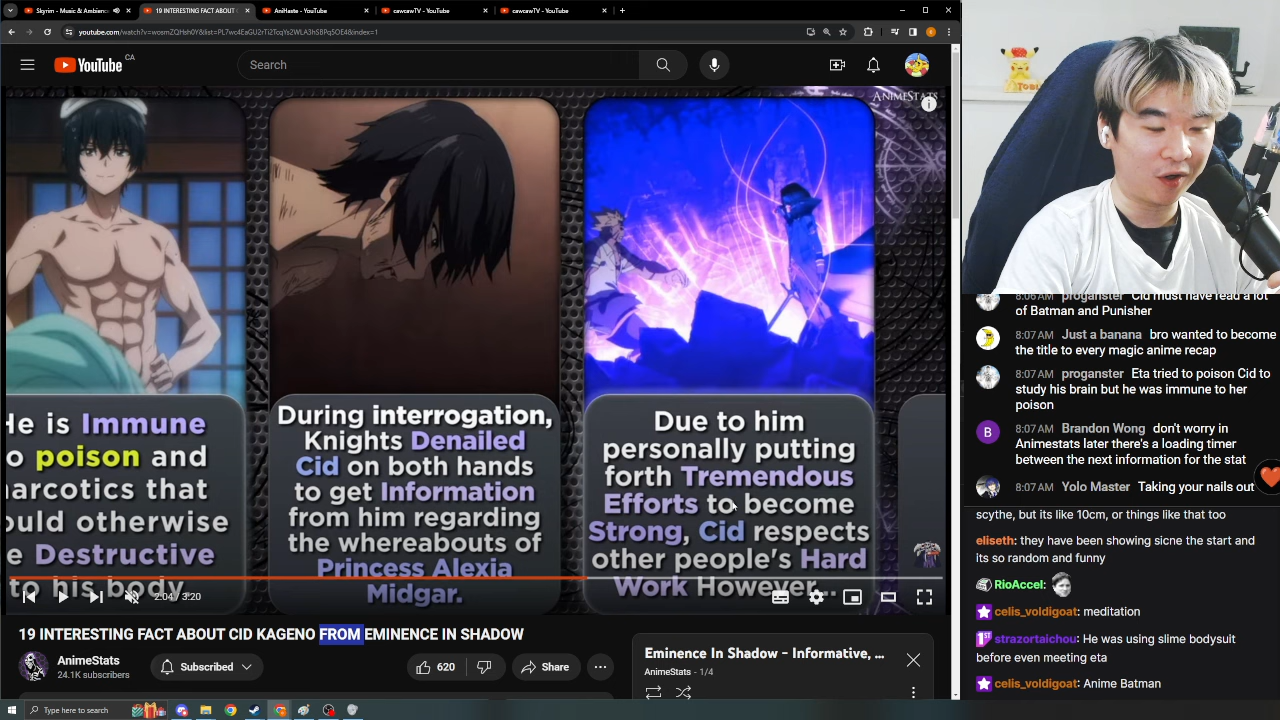 Skyrim - Music & Ambience
19 INTERESTING FACT ABOUT
AniHaste - YouTube
cawcawTV - YouTube
cawcawTV - YouTube
YouTube CA
Search
ANIMESTATS
He is Immune
to poison and
narcotics that
would otherwise
be Destructive
to his body
During interrogation,
Knights Denailed
Cid on both hands
to get Information
from him regarding
the whereabouts of
Princess Alexia
Midgar.
Due to him
personally putting
forth Tremendous
Efforts to become
Strong, Cid respects
other people's Hard
Work However...
2:04 / 3:20
19 INTERESTING FACT ABOUT CID KAGENO FROM EMINENCE IN SHADOW
AnimeStats
24.1K subscribers
Subscribed
620
Share
Eminence In Shadow - Informative, ...
AnimeStats - 1/4
Type here to search
8:06 AM proganster Cid must have read a lot
of Batman and Punisher
8:07 AM Just a banana bro wanted to become
the title to every magic anime recap
8:07 AM proganster Eta tried to poison Cid to
study his brain but he was immune to her
poison
B
8:07 AM Brandon Wong don't worry in
Animestats later there's a loading timer
between the next information for the stat
8:07 AM Yolo Master Taking your nails out
scythe, but its like 10cm, or things like that too
eliseth: they have been showing sicne the start and
its so random and funny
RioAccel:
celis_voldigoat: meditation
1ST strazortaichou: He was using slime bodysuit
before even meeting eta
celis_voldigoat: Anime Batman